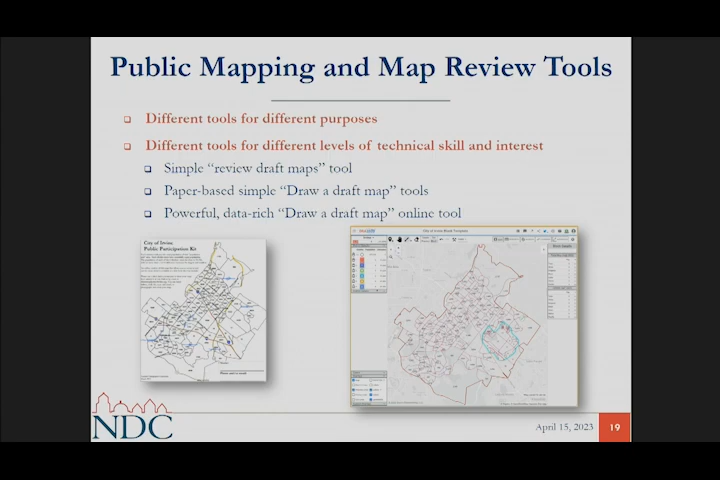 Public Mapping and Map Review Tools
Different tools for different purposes
Different tools for different levels of technical skill and interest
Simple “review draft maps” tool
Paper-based simple “Draw a draft map” tools
Powerful, data-rich “Draw a draft map” online tool
City of Irvine
Public Participation Kit
NDC
April 15, 2023
19